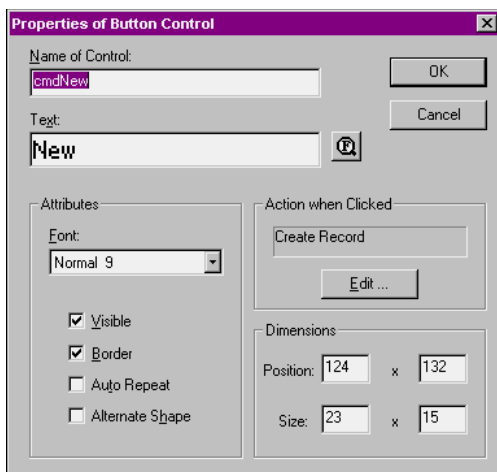 Properties of Button Control
Name of Control:
cmdNew
OK
Cancel
Text:
New
F
Attributes
Font:
Normal 9
Visible
Border
Auto Repeat
Alternate Shape
Action when Clicked
Create Record
Edit ...
Dimensions
Position: 124 x 132
Size: 23 x 15